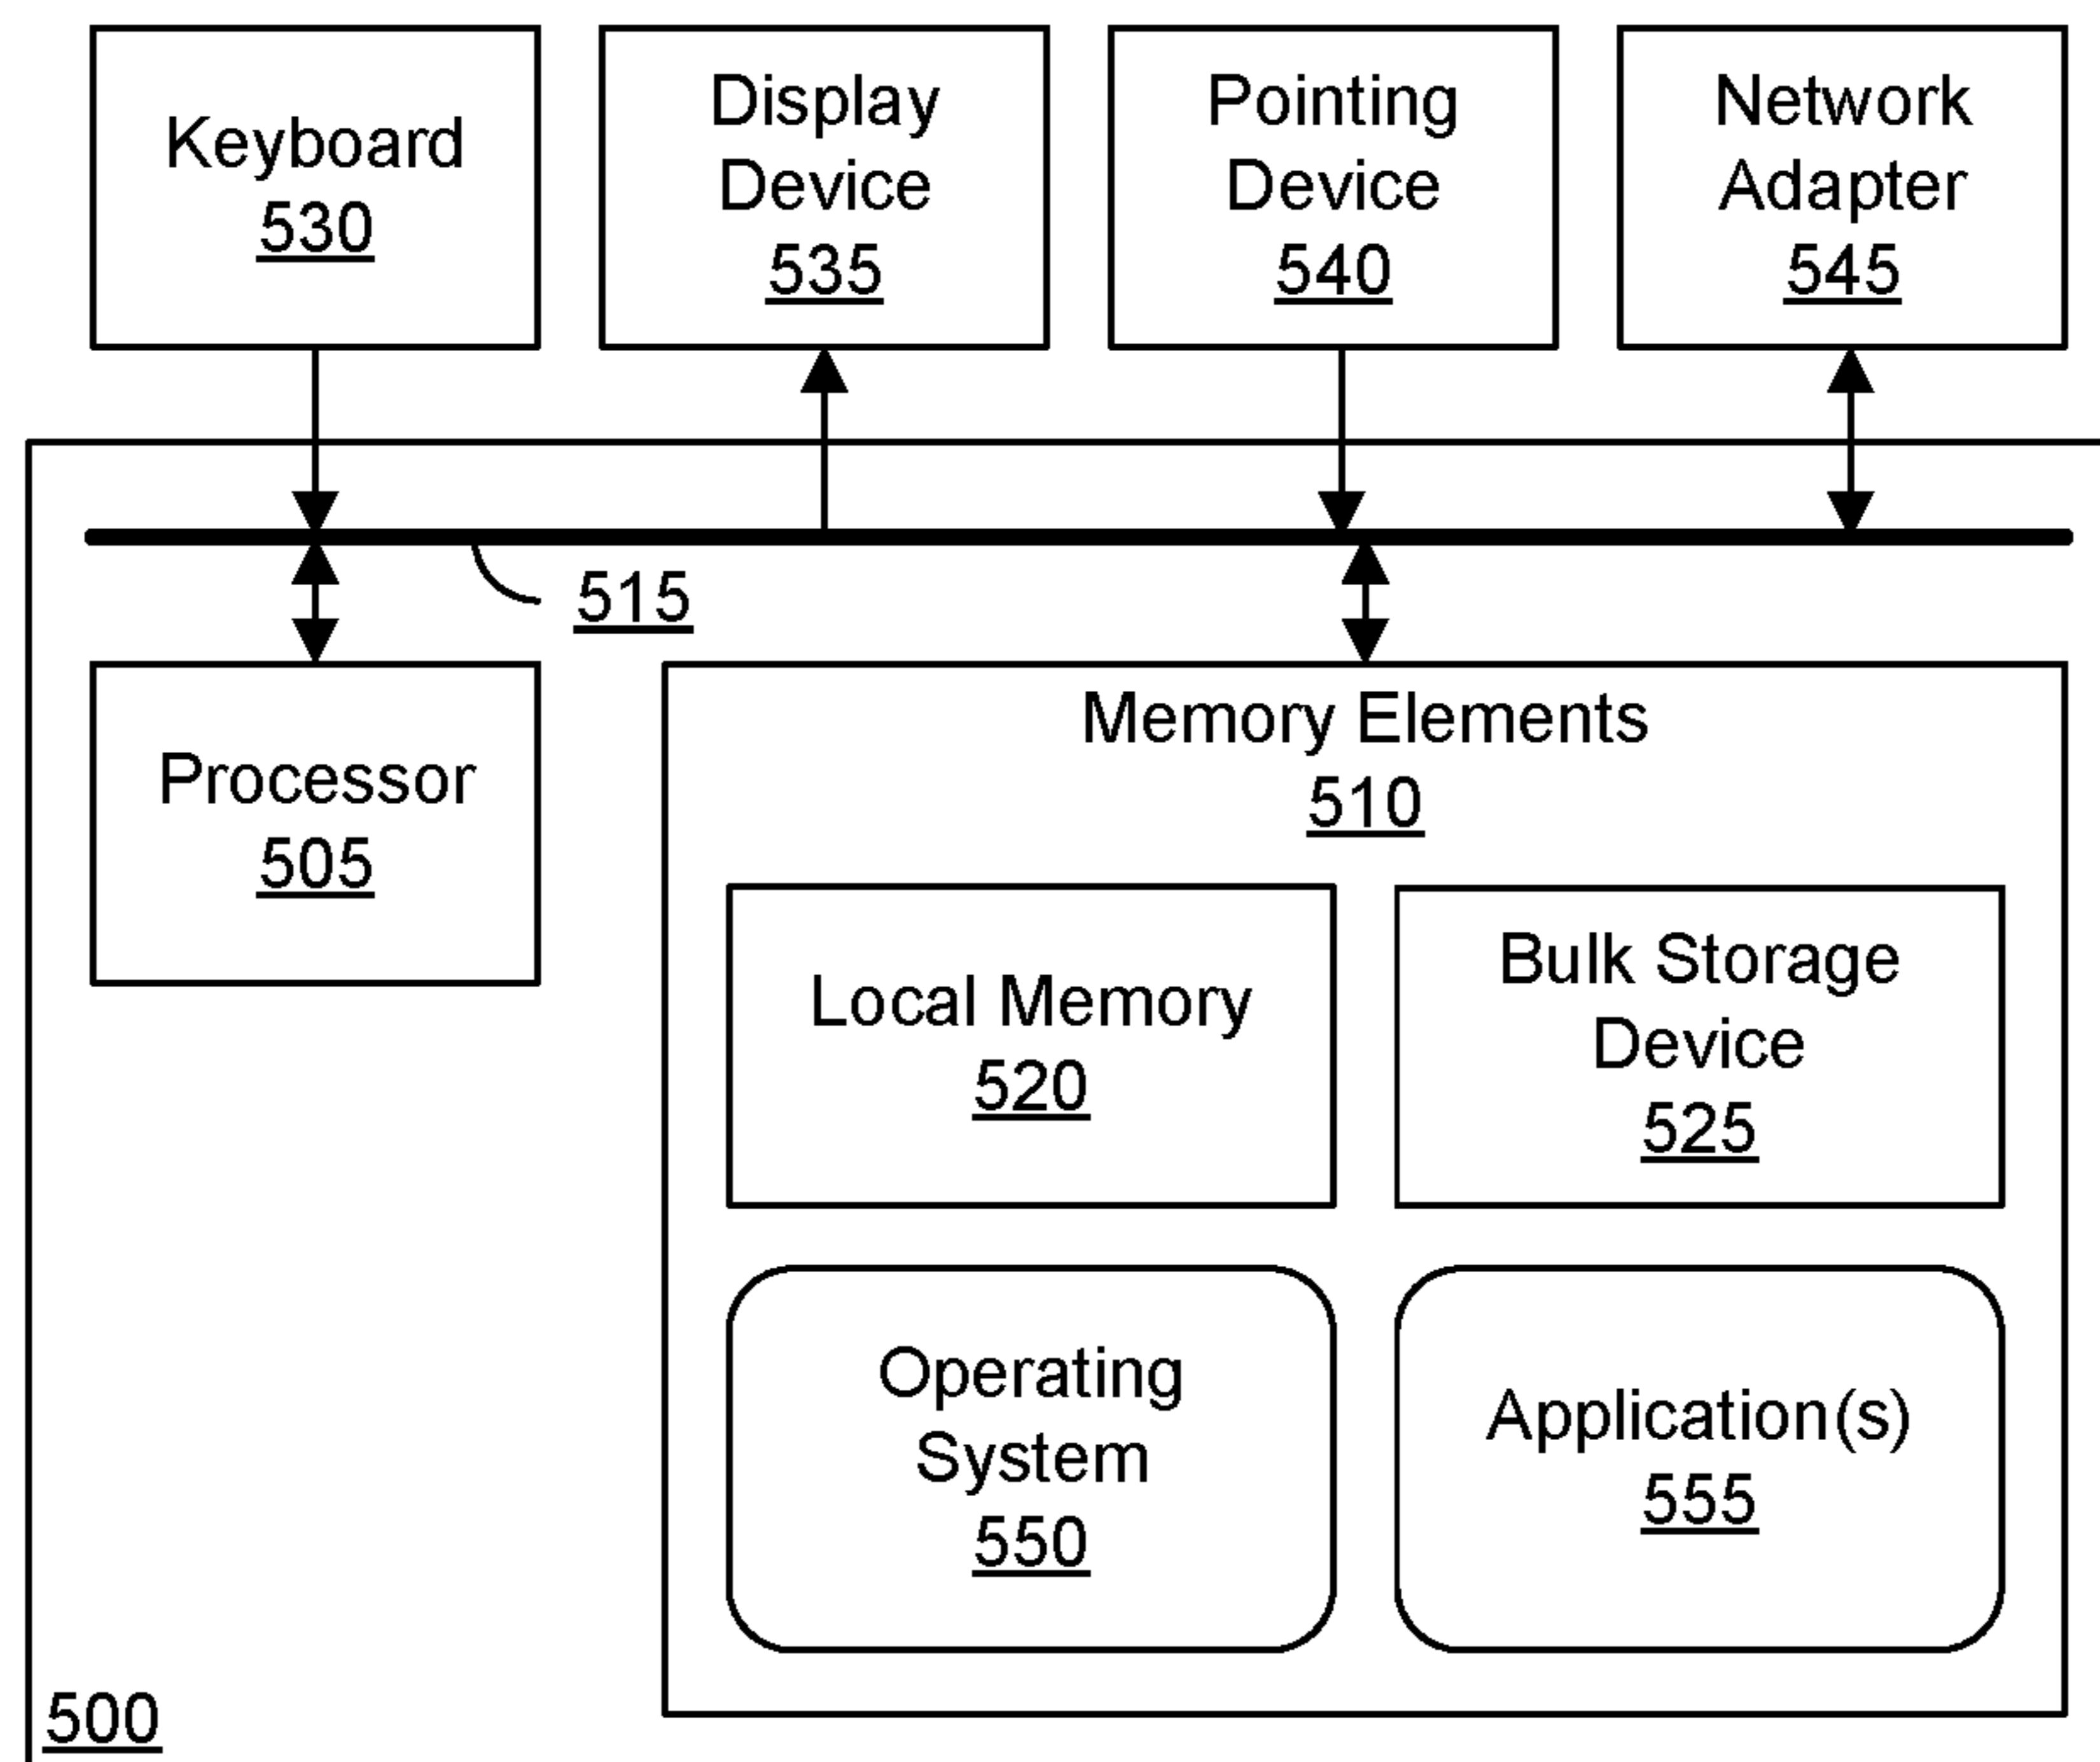 Keyboard
530
Display
Device
535
Pointing
Device
540
Network
Adapter
545
515
Processor
505
Memory Elements
510
Local Memory
520
Bulk Storage
Device
525
Operating
System
550
Application(s)
555
500